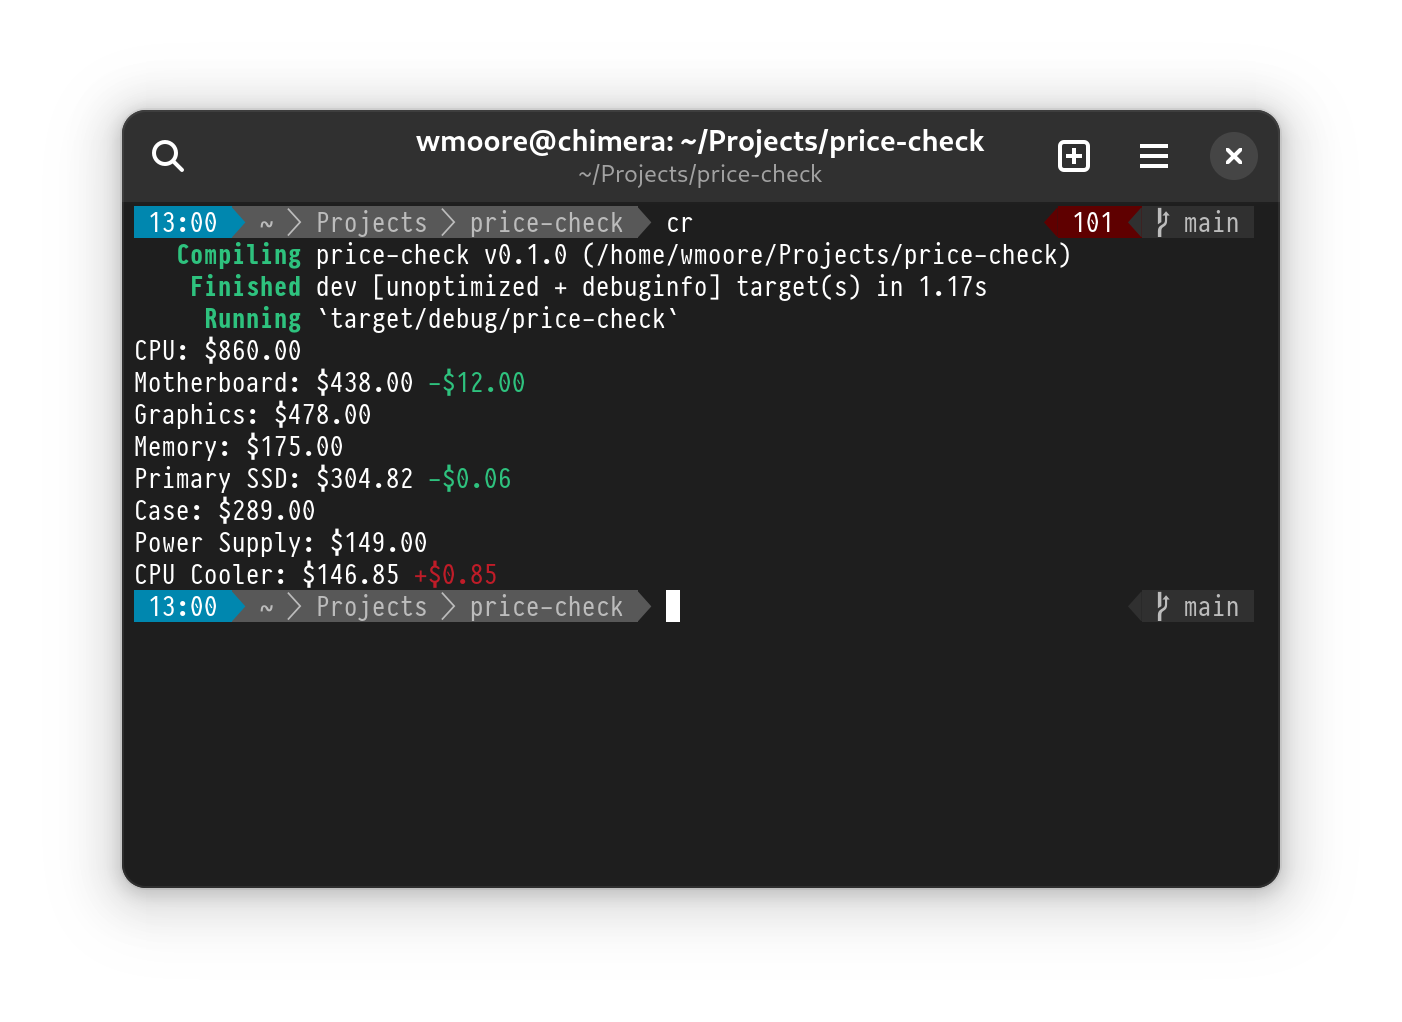 wmoore@chimera: ~/Projects/price-check
~/Projects/price-check
13:00 ~ Projects price-check cr 101 main
Compiling price-check v0.1.0 (/home/wmoore/Projects/price-check)
Finished dev [unoptimized + debuginfo] target(s) in 1.17s
Running `target/debug/price-check`
CPU: $860.00
Motherboard: $438.00 -$12.00
Graphics: $478.00
Memory: $175.00
Primary SSD: $304.82 -$0.06
Case: $289.00
Power Supply: $149.00
CPU Cooler: $146.85 +$0.85
13:00 ~ Projects price-check main